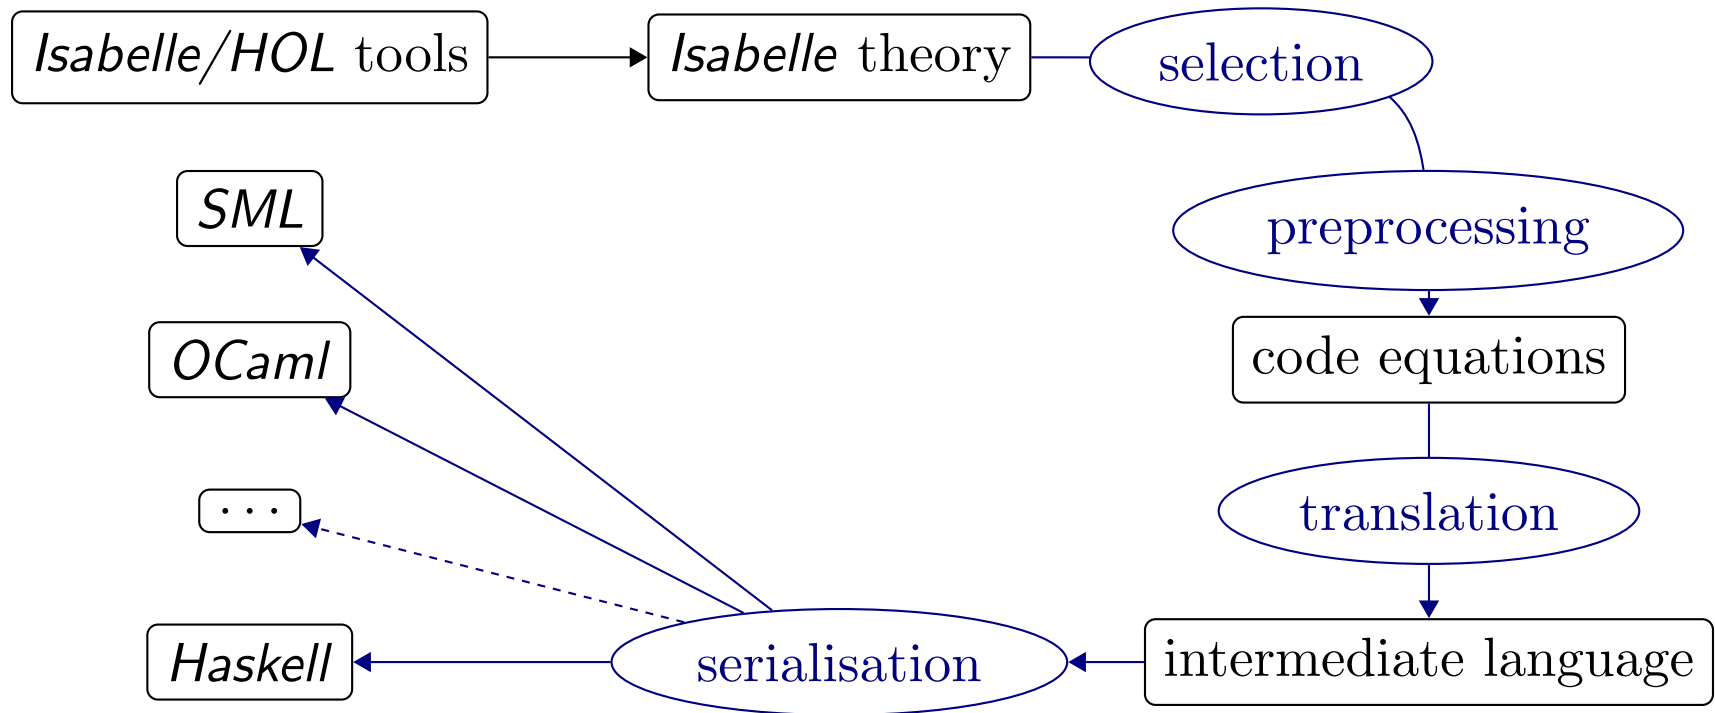 Isabelle/HOL tools
Isabelle theory
selection
SML
preprocessing
OCaml
code equations
···
translation
Haskell
serialisation
intermediate language